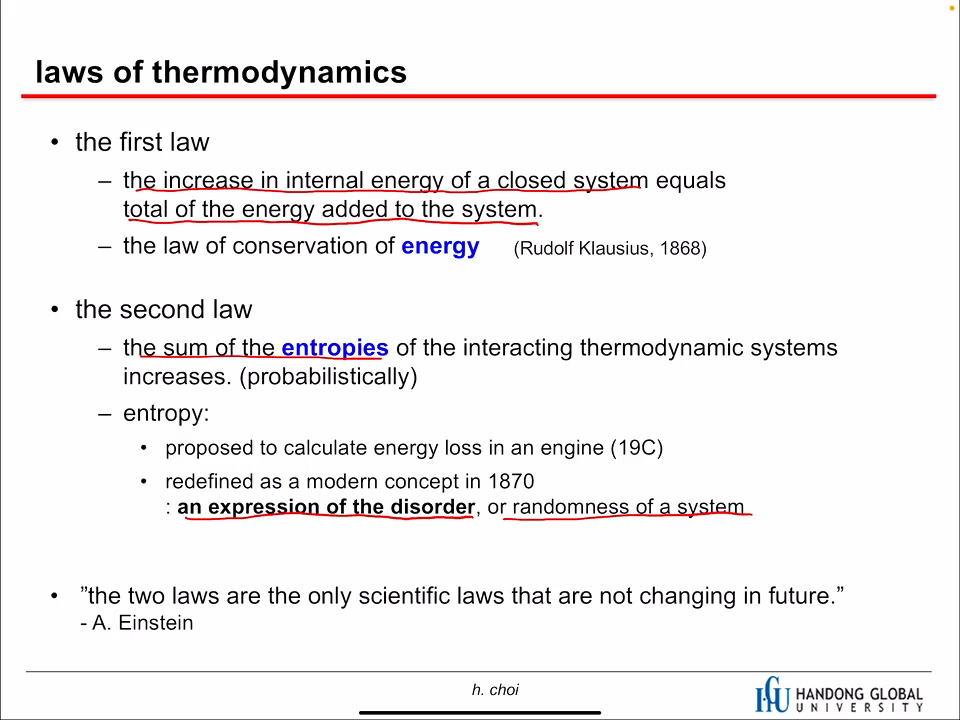 laws of thermodynamics
• the first law
– the increase in internal energy of a closed system equals
total of the energy added to the system.
– the law of conservation of energy (Rudolf Klausius, 1868)
• the second law
– the sum of the entropies of the interacting thermodynamic systems
increases. (probabilistically)
– entropy:
• proposed to calculate energy loss in an engine (19C)
• redefined as a modern concept in 1870
: an expression of the disorder, or randomness of a system
• ”the two laws are the only scientific laws that are not changing in future.”
- A. Einstein
h. choi
HANDONG GLOBAL
UNIVERSITY